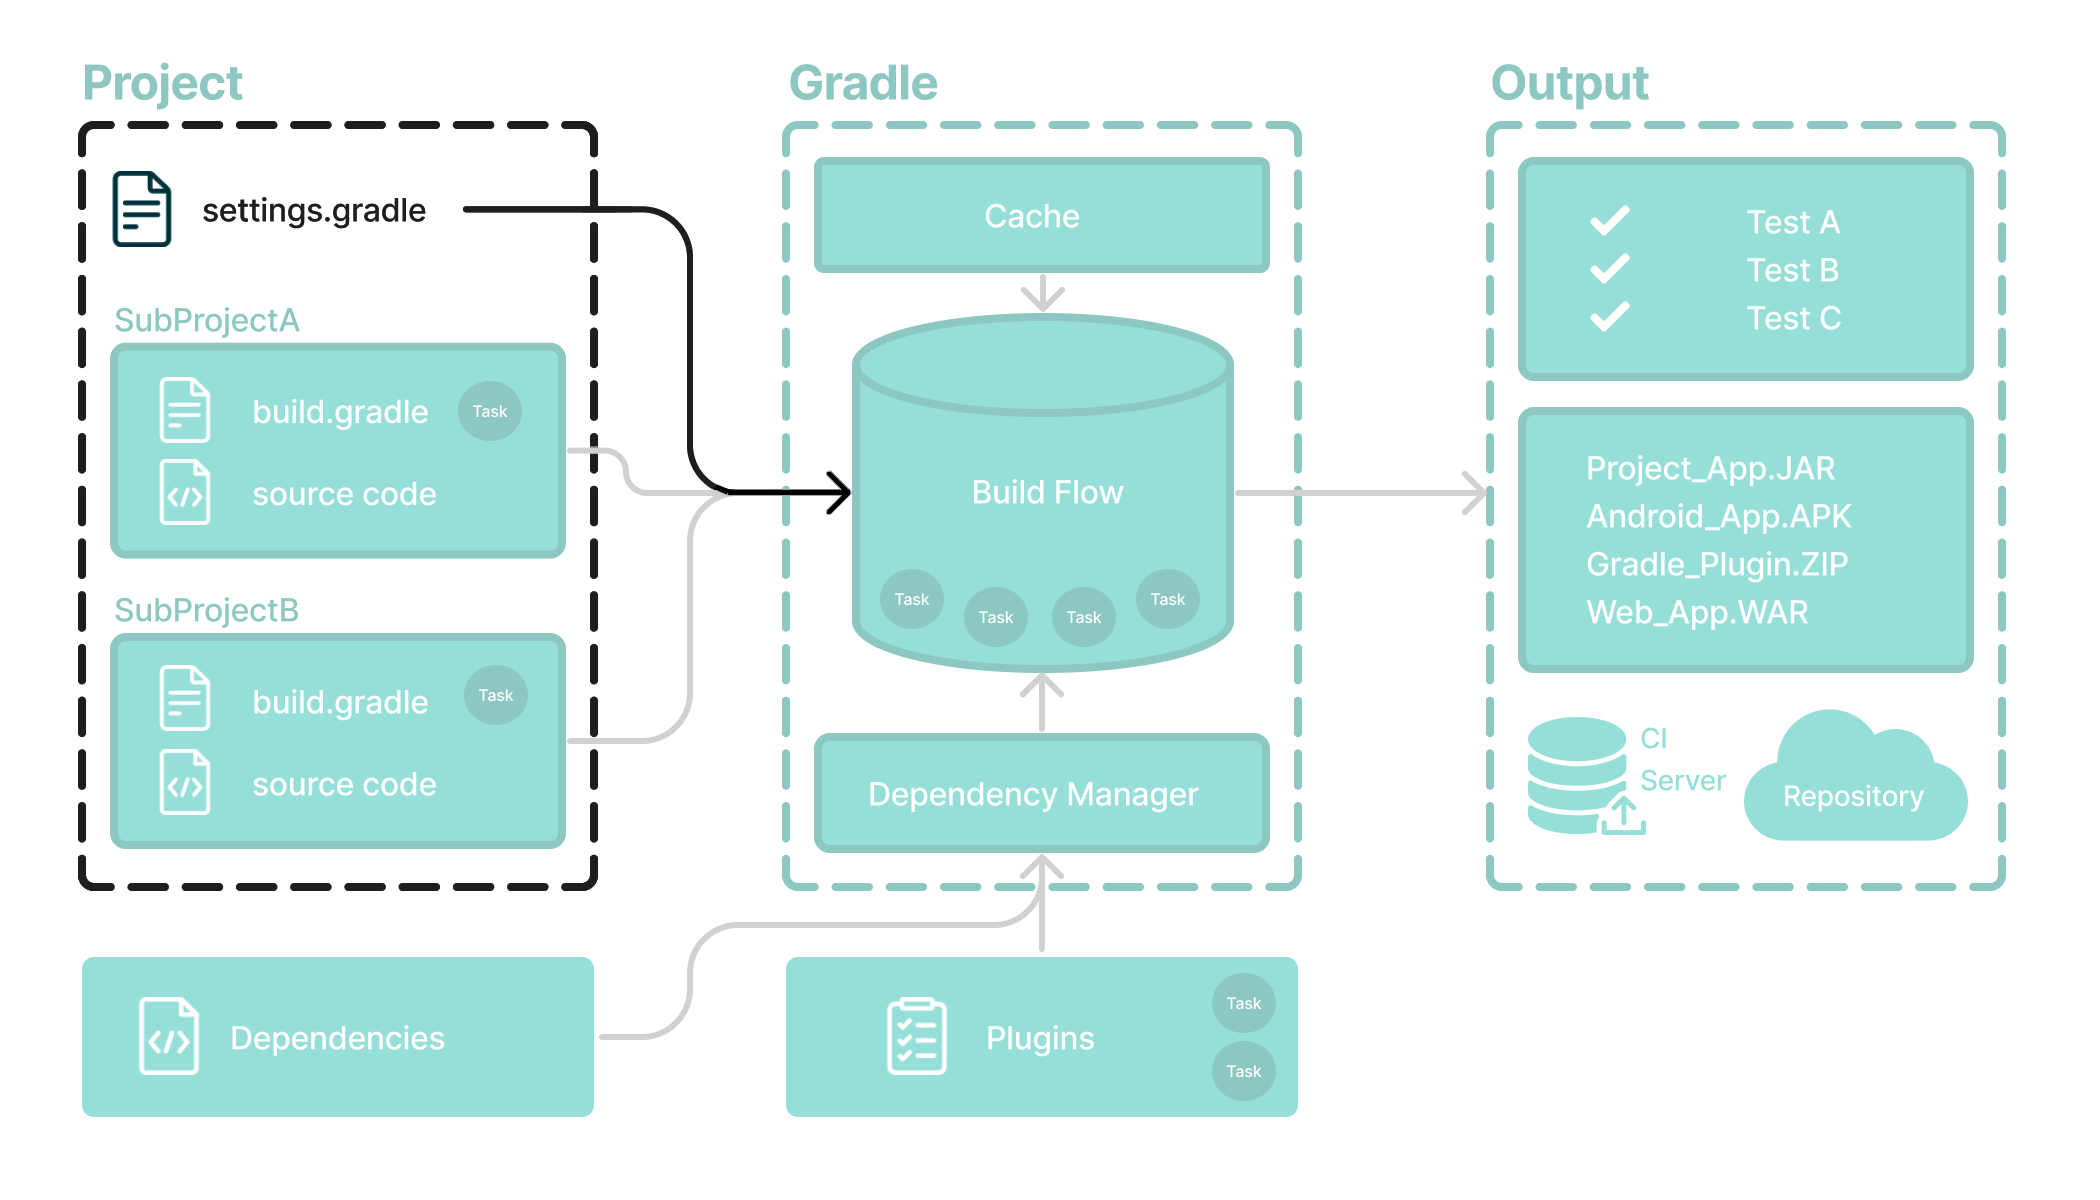 Project
settings.gradle
SubProjectA
build.gradle
Task
source code
SubProjectB
build.gradle
Task
source code
Dependencies
Gradle
Cache
Build Flow
Task
Task
Task
Task
Dependency Manager
Plugins
Task
Task
Output
Test A
Test B
Test C
Project_App.JAR
Android_App.APK
Gradle_Plugin.ZIP
Web_App.WAR
CI
Server
Repository